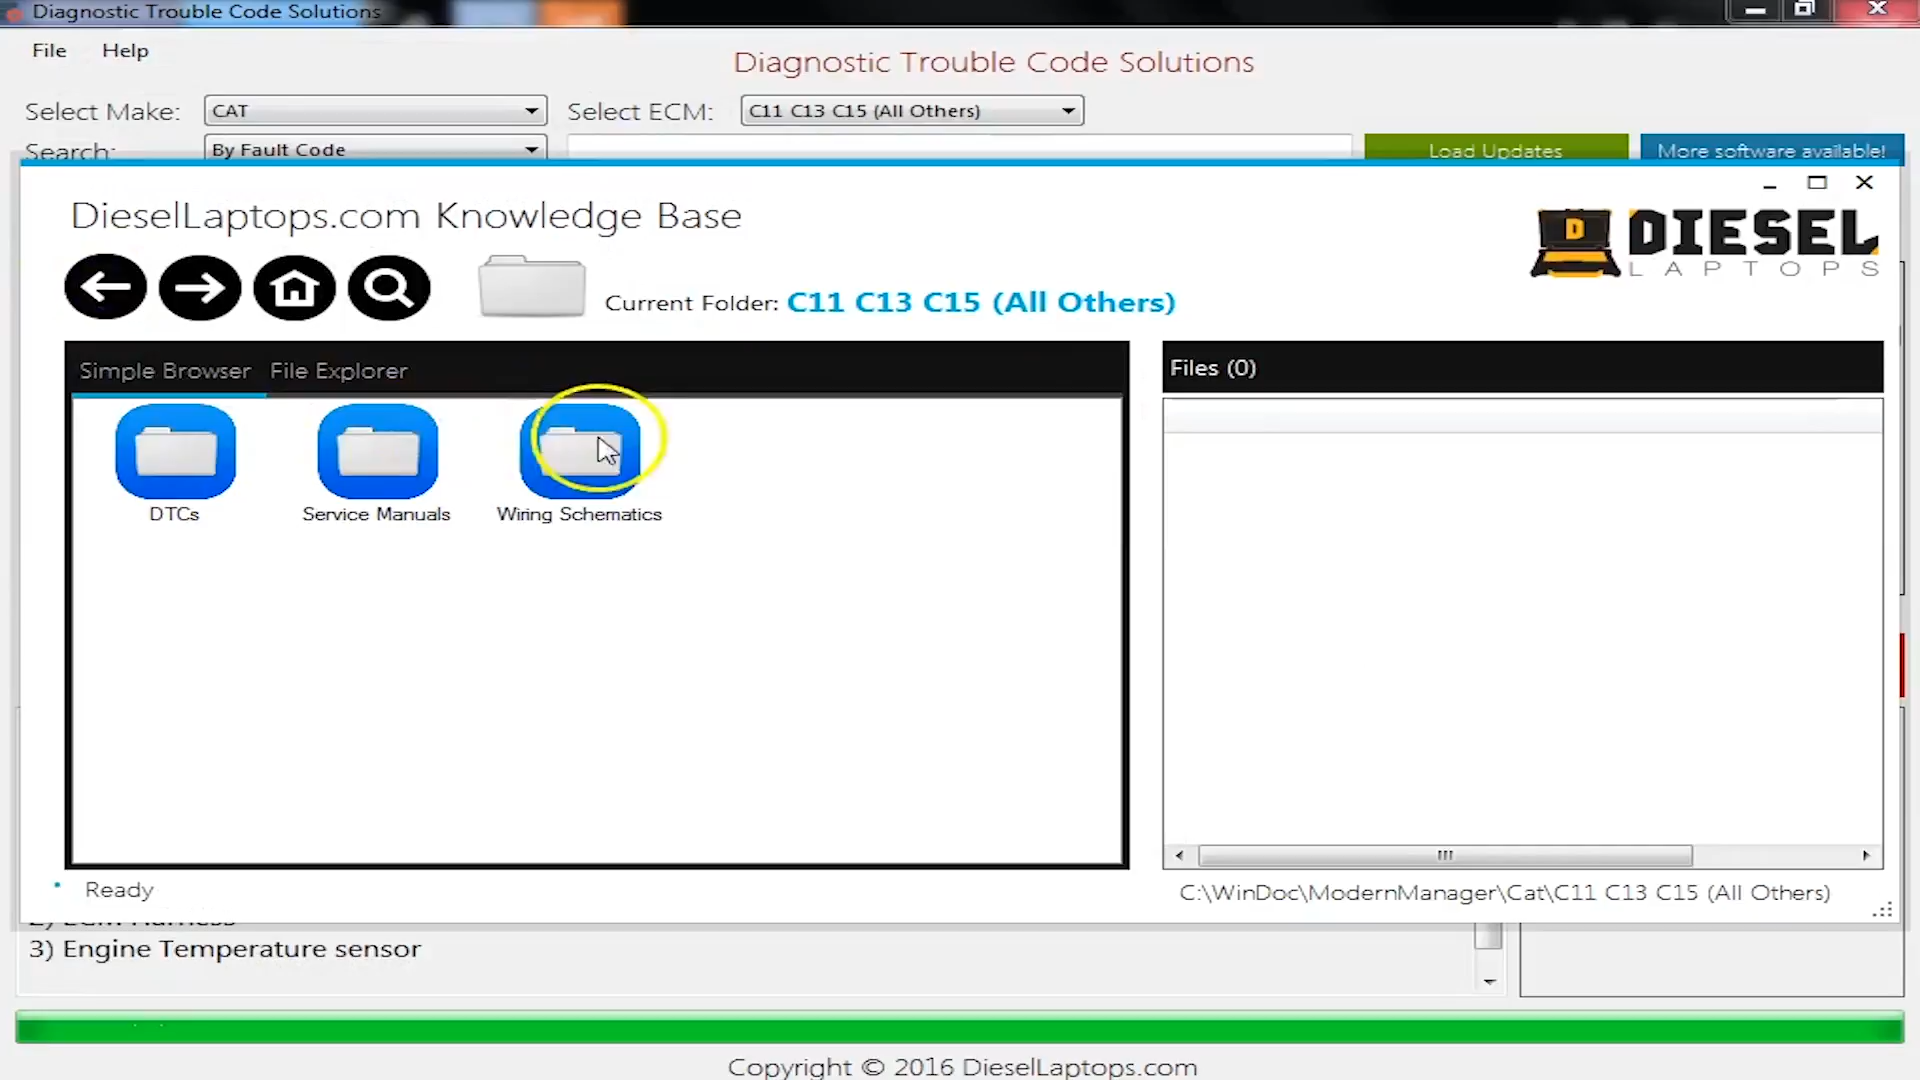 Diagnostic Trouble Code Solutions
File Help
Diagnostic Trouble Code Solutions
Select Make: CAT Select ECM: C11 C13 C15 (All Others)
Search: By Fault Code Load Updates More software available!
DieselLaptops.com Knowledge Base
D DIESEL
LAPTOPS
Current Folder: C11 C13 C15 (All Others)
Simple Browser File Explorer
Files (0)
DTCs Service Manuals Wiring Schematics
Ready
C:\WinDoc\ModernManager\Cat\C11 C13 C15 (All Others)
2) ECM Harness
3) Engine Temperature sensor
Copyright © 2016 DieselLaptops.com